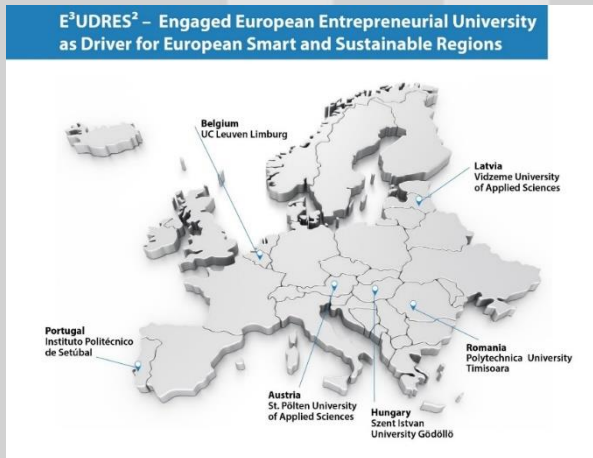 E³UDRES² – Engaged European Entrepreneurial University
as Driver for European Smart and Sustainable Regions
Belgium
UC Leuven Limburg
Latvia
Vidzeme University
of Applied Sciences
Portugal
Instituto Politécnico
de Setúbal
Romania
Polytechnica University
Timisoara
Austria
St. Pölten University
of Applied Sciences
Hungary
Szent Istvan
University Gödöllö